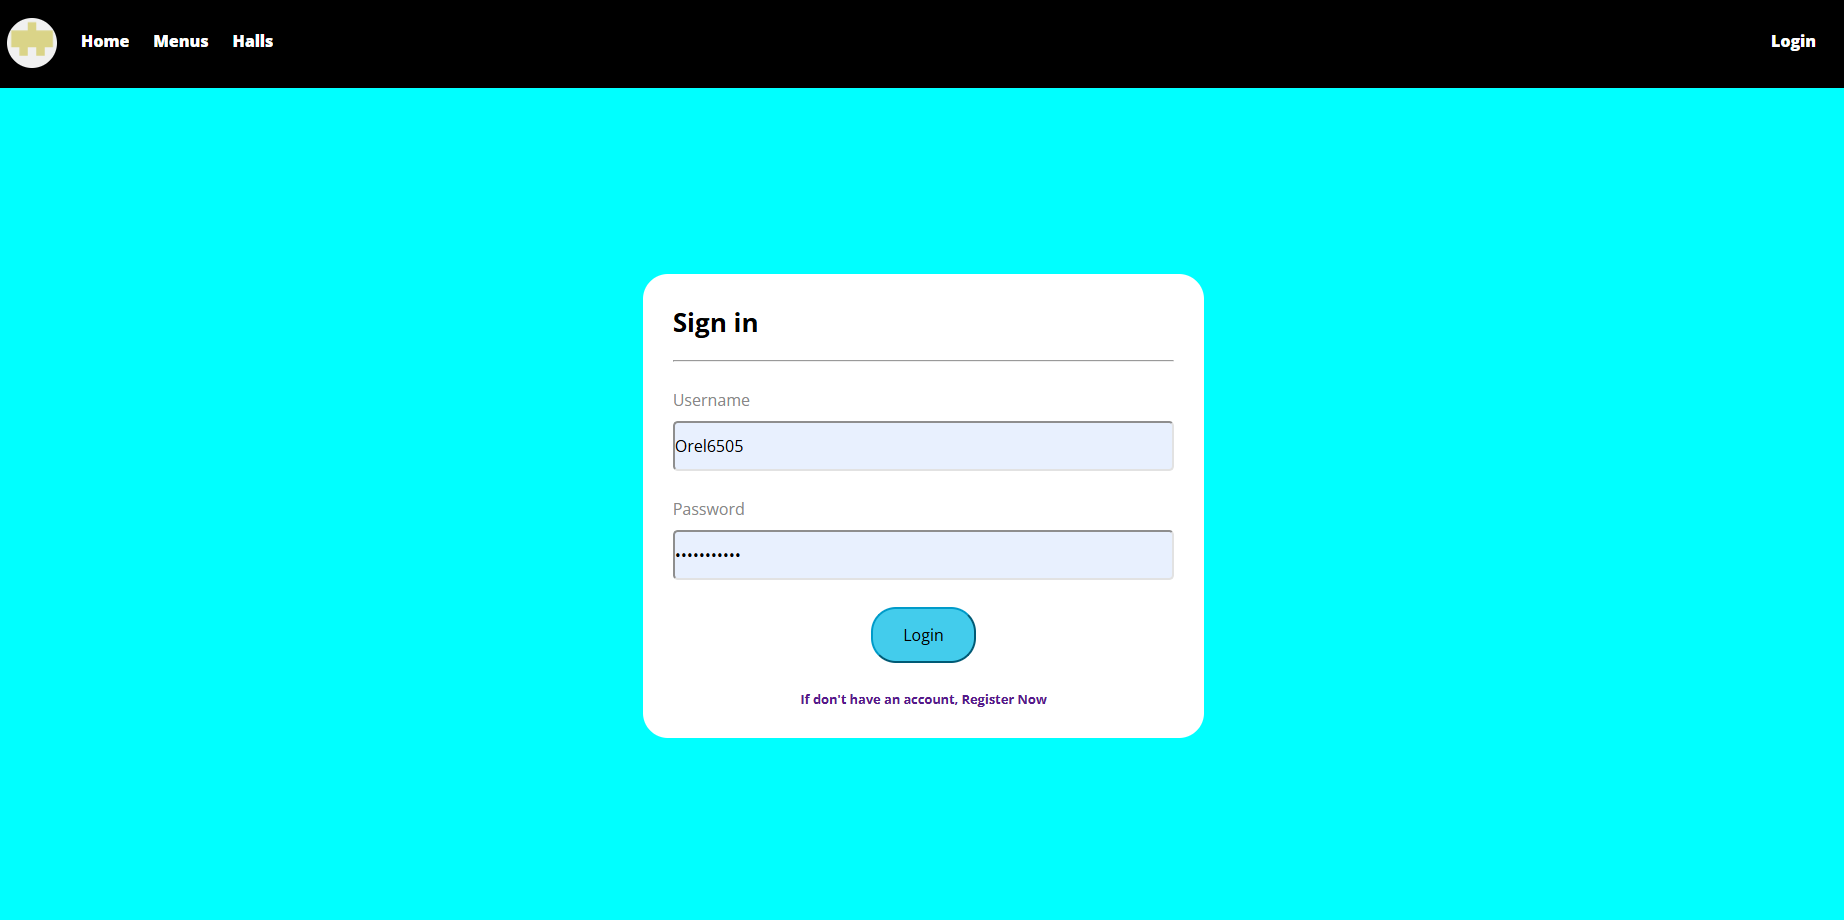 Home Menus Halls Login
Sign in
Username
Orel6505
Password
•••••••••••
Login
If don't have an account, Register Now